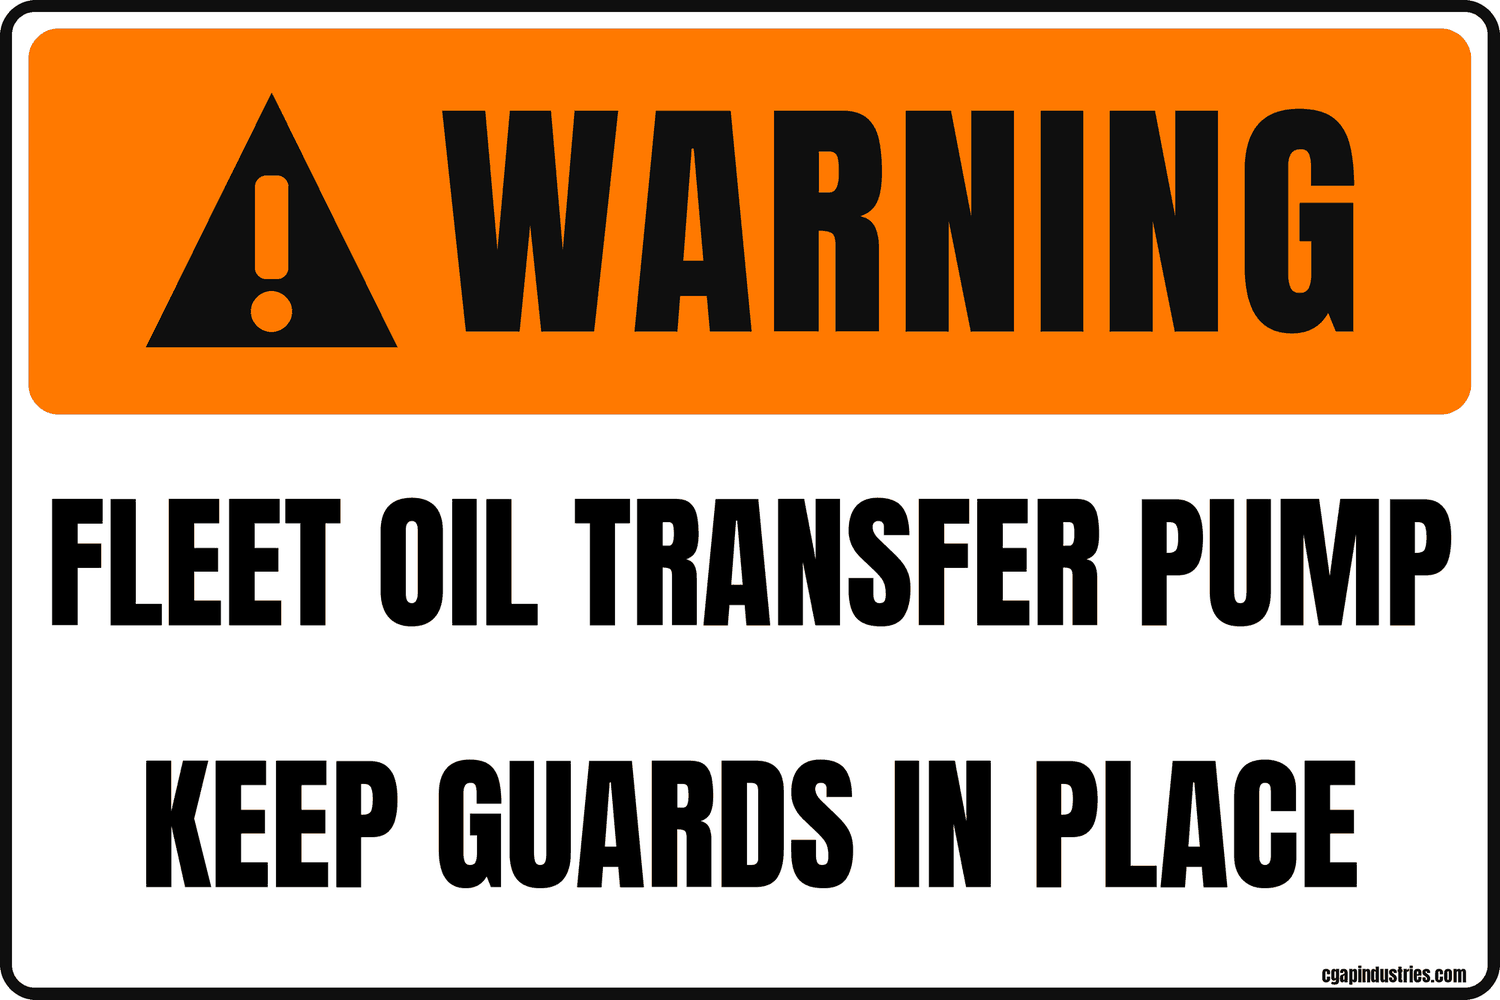 WARNING
FLEET OIL TRANSFER PUMP
KEEP GUARDS IN PLACE
cgapindustries.com